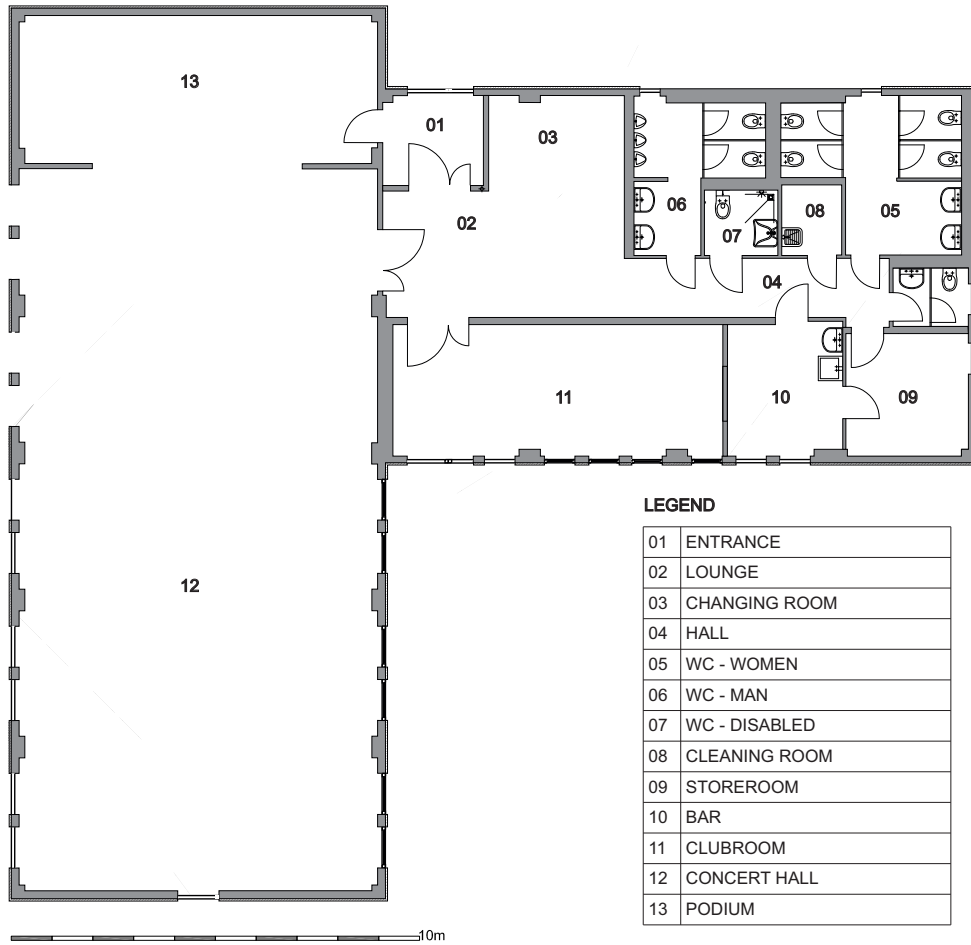 13
01
03
02
06
07
08
05
04
11
10
09
12
LEGEND
01 ENTRANCE
02 LOUNGE
03 CHANGING ROOM
04 HALL
05 WC - WOMEN
06 WC - MAN
07 WC - DISABLED
08 CLEANING ROOM
09 STOREROOM
10 BAR
11 CLUBROOM
12 CONCERT HALL
13 PODIUM
10m